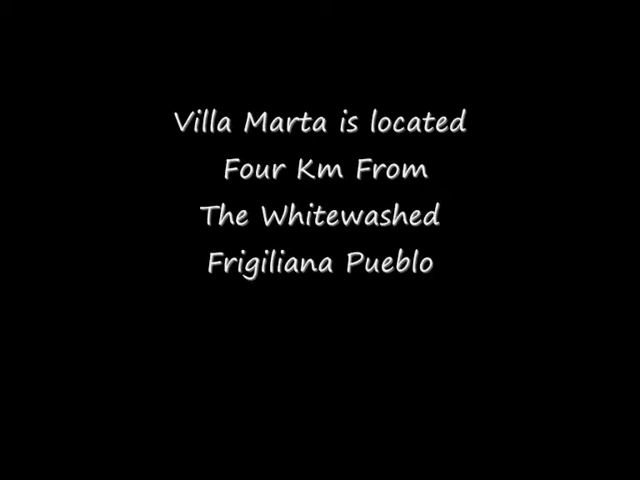 Villa Marta is located
Four Km From
The Whitewashed
Frigiliana Pueblo